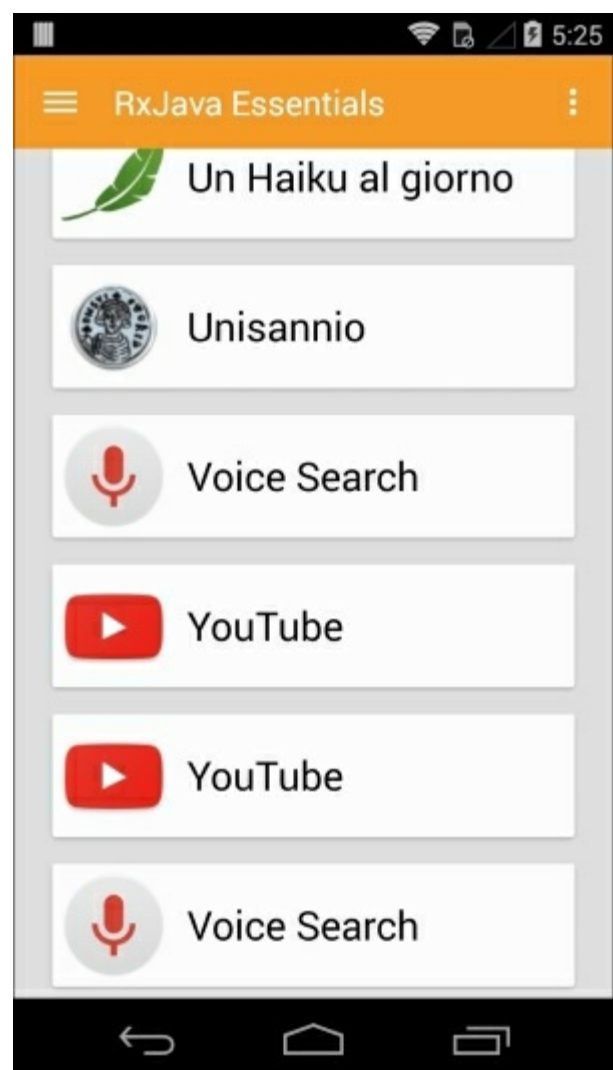 5:25
RxJava Essentials
Un Haiku al giorno
Unisannio
Voice Search
YouTube
YouTube
Voice Search